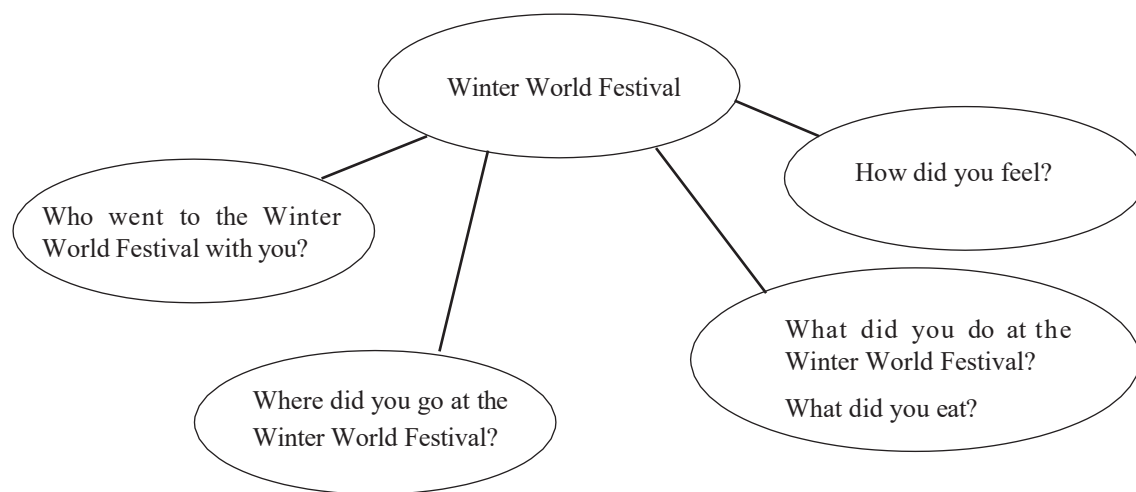 Winter World Festival
How did you feel?
Who went to the Winter
World Festival with you?
What did you do at the
Winter World Festival?
What did you eat?
Where did you go at the
Winter World Festival?